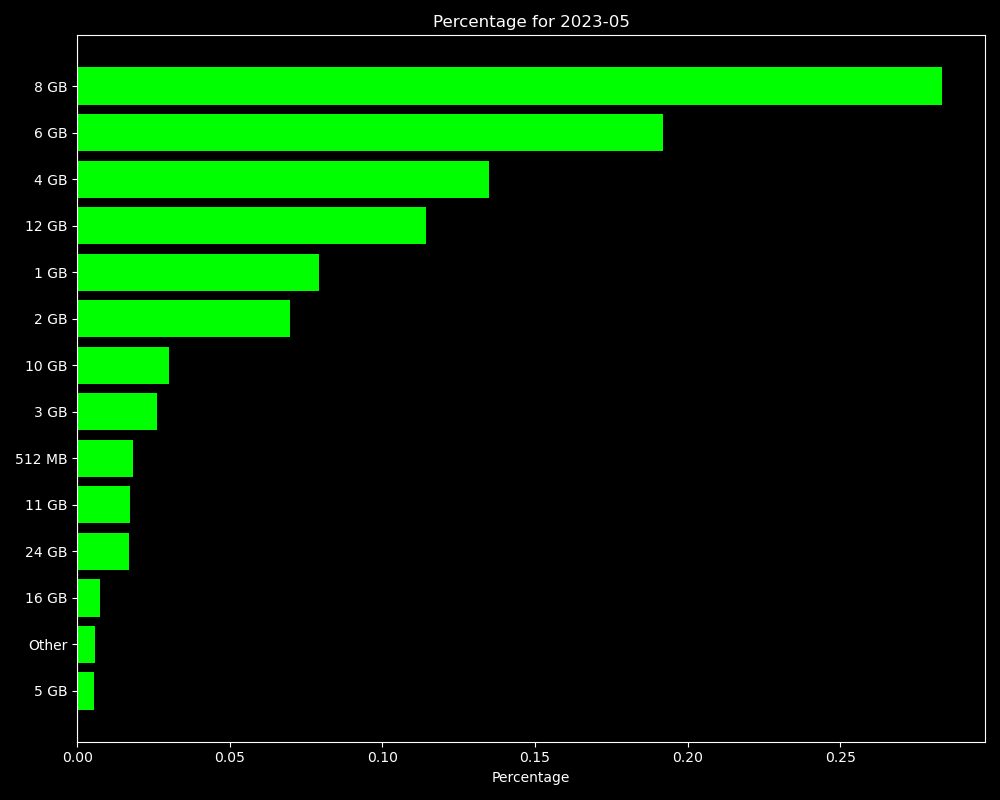 Percentage for 2023-05
8 GB
6 GB
4 GB
12 GB
1 GB
2 GB
10 GB
3 GB
512 MB
11 GB
24 GB
16 GB
Other
5 GB
0.00 0.05 0.10 0.15 0.20 0.25
Percentage